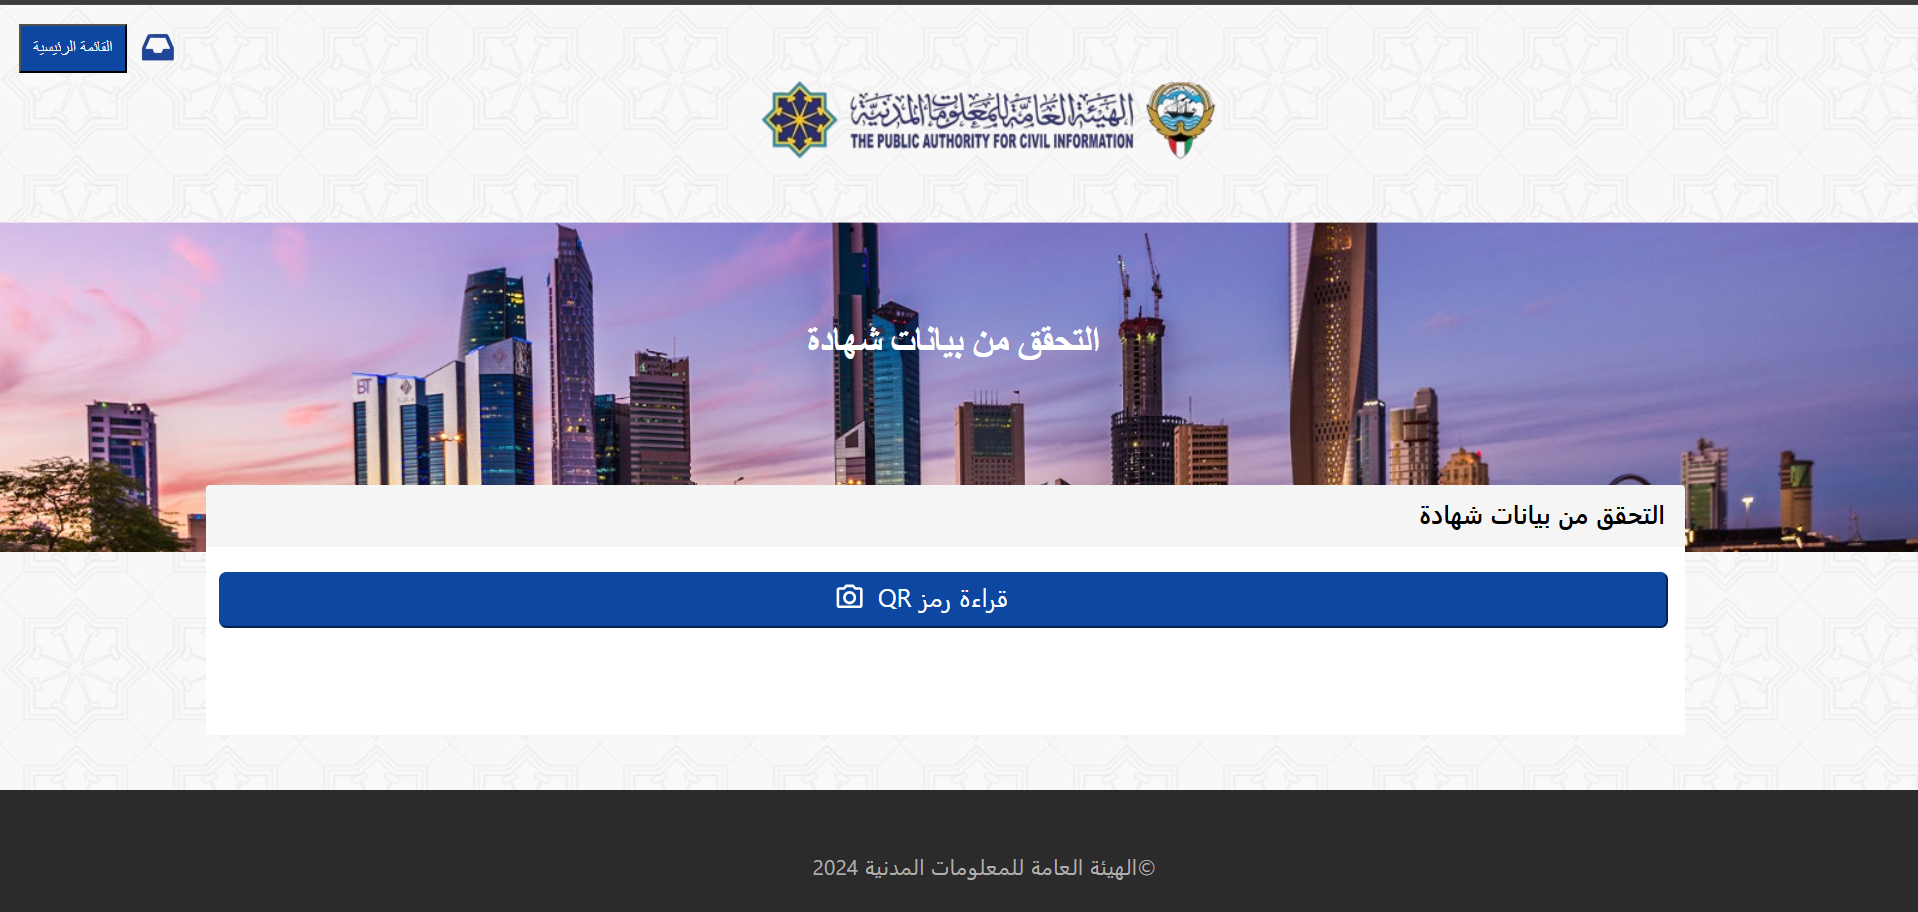 القائمة الرئيسية
الهيئة العامة للمعلومات المدنية
THE PUBLIC AUTHORITY FOR CIVIL INFORMATION
التحقق من بيانات شهادة
BT
التحقق من بيانات شهادة
قراءة رمز QR
©الهيئة العامة للمعلومات المدنية 2024